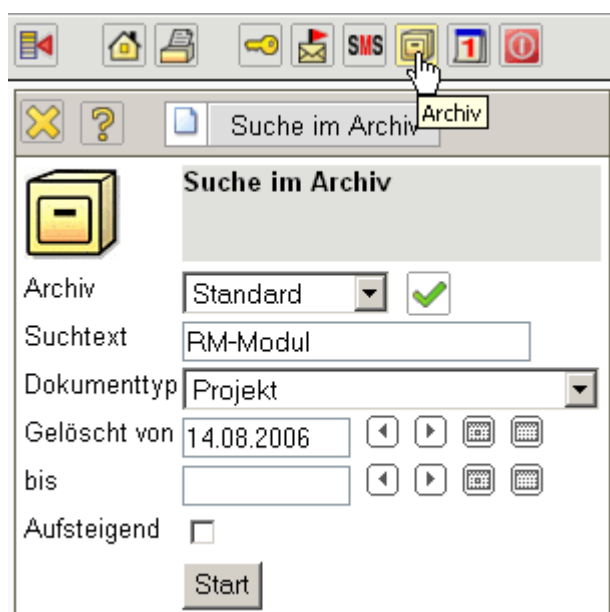 SMS 1
Archiv
? Suche im Archiv
Suche im Archiv
Archiv Standard
Suchtext RM-Modul
Dokumenttyp Projekt
Gelöscht von 14.08.2006
bis
Aufsteigend
Start